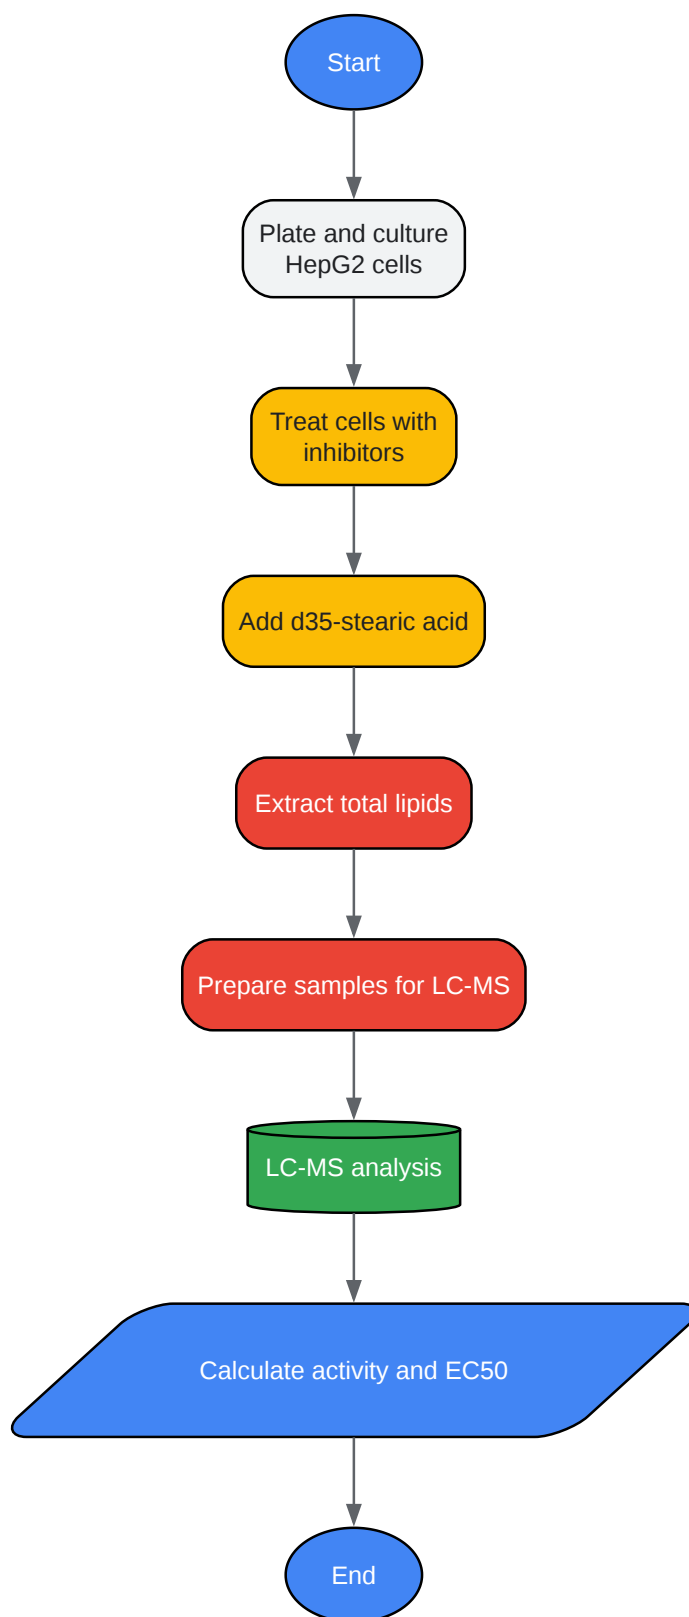 Start
Plate and culture
HepG2 cells
Treat cells with
inhibitors
Add d35-stearic acid
Extract total lipids
Prepare samples for LC-MS
LC-MS analysis
Calculate activity and EC50
End